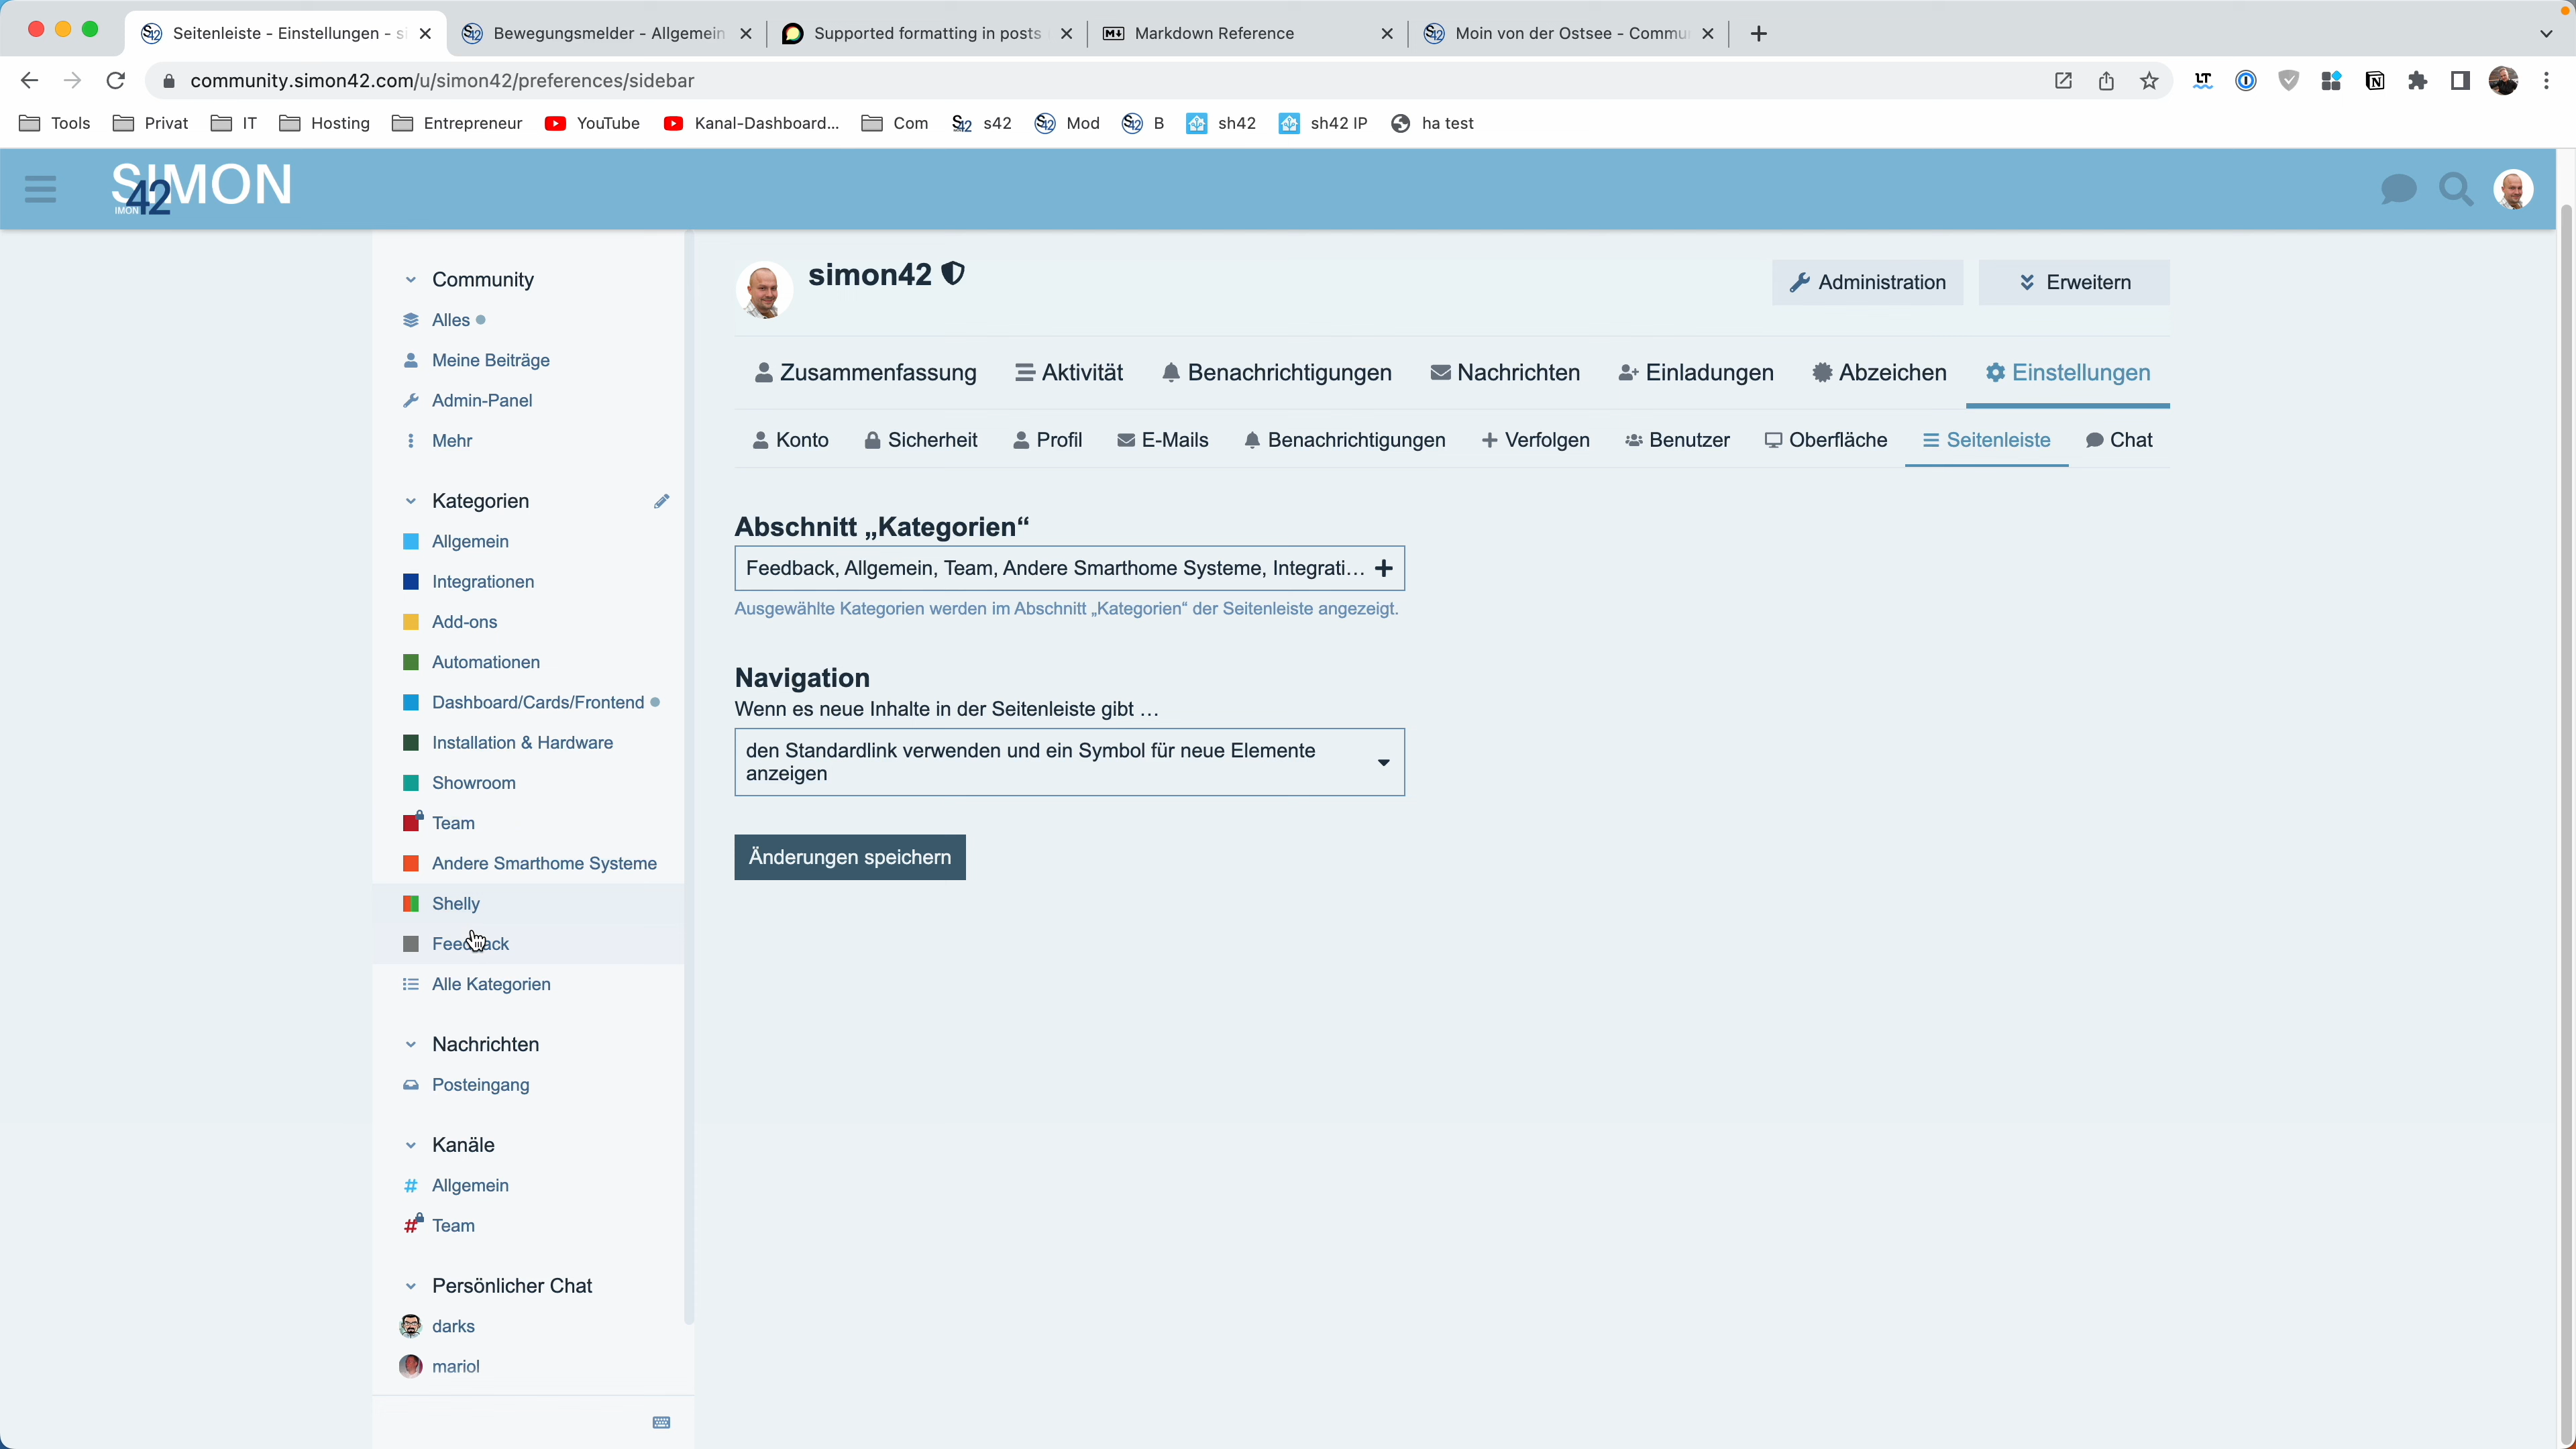 Seitenleiste - Einstellungen - si
Bewegungsmelder - Allgemein
Supported formatting in posts
Markdown Reference
Moin von der Ostsee - Commu
community.simon42.com/u/simon42/preferences/sidebar
Tools
Privat
IT
Hosting
Entrepreneur
YouTube
Kanal-Dashboard...
Com
s42
Mod
B
sh42
sh42 IP
ha test
SIMON
42
IMON
Community
Alles
Meine Beiträge
Admin-Panel
Mehr
Kategorien
Allgemein
Integrationen
Add-ons
Automationen
Dashboard/Cards/Frontend
Installation & Hardware
Showroom
Team
Andere Smarthome Systeme
Shelly
Alle Kategorien
Nachrichten
Posteingang
Kanäle
# Allgemein
# Team
Persönlicher Chat
darks
mariol
simon42
Administration
Erweitern
Zusammenfassung
Aktivität
Benachrichtigungen
Nachrichten
Einladungen
Abzeichen
Einstellungen
Konto
Sicherheit
Profil
E-Mails
Benachrichtigungen
Verfolgen
Benutzer
Oberfläche
Seitenleiste
Chat
Abschnitt „Kategorien“
Feedback, Allgemein, Team, Andere Smarthome Systeme, Integrati...
Ausgewählte Kategorien werden im Abschnitt „Kategorien“ der Seitenleiste angezeigt.
Navigation
Wenn es neue Inhalte in der Seitenleiste gibt …
den Standardlink verwenden und ein Symbol für neue Elemente
anzeigen
Änderungen speichern